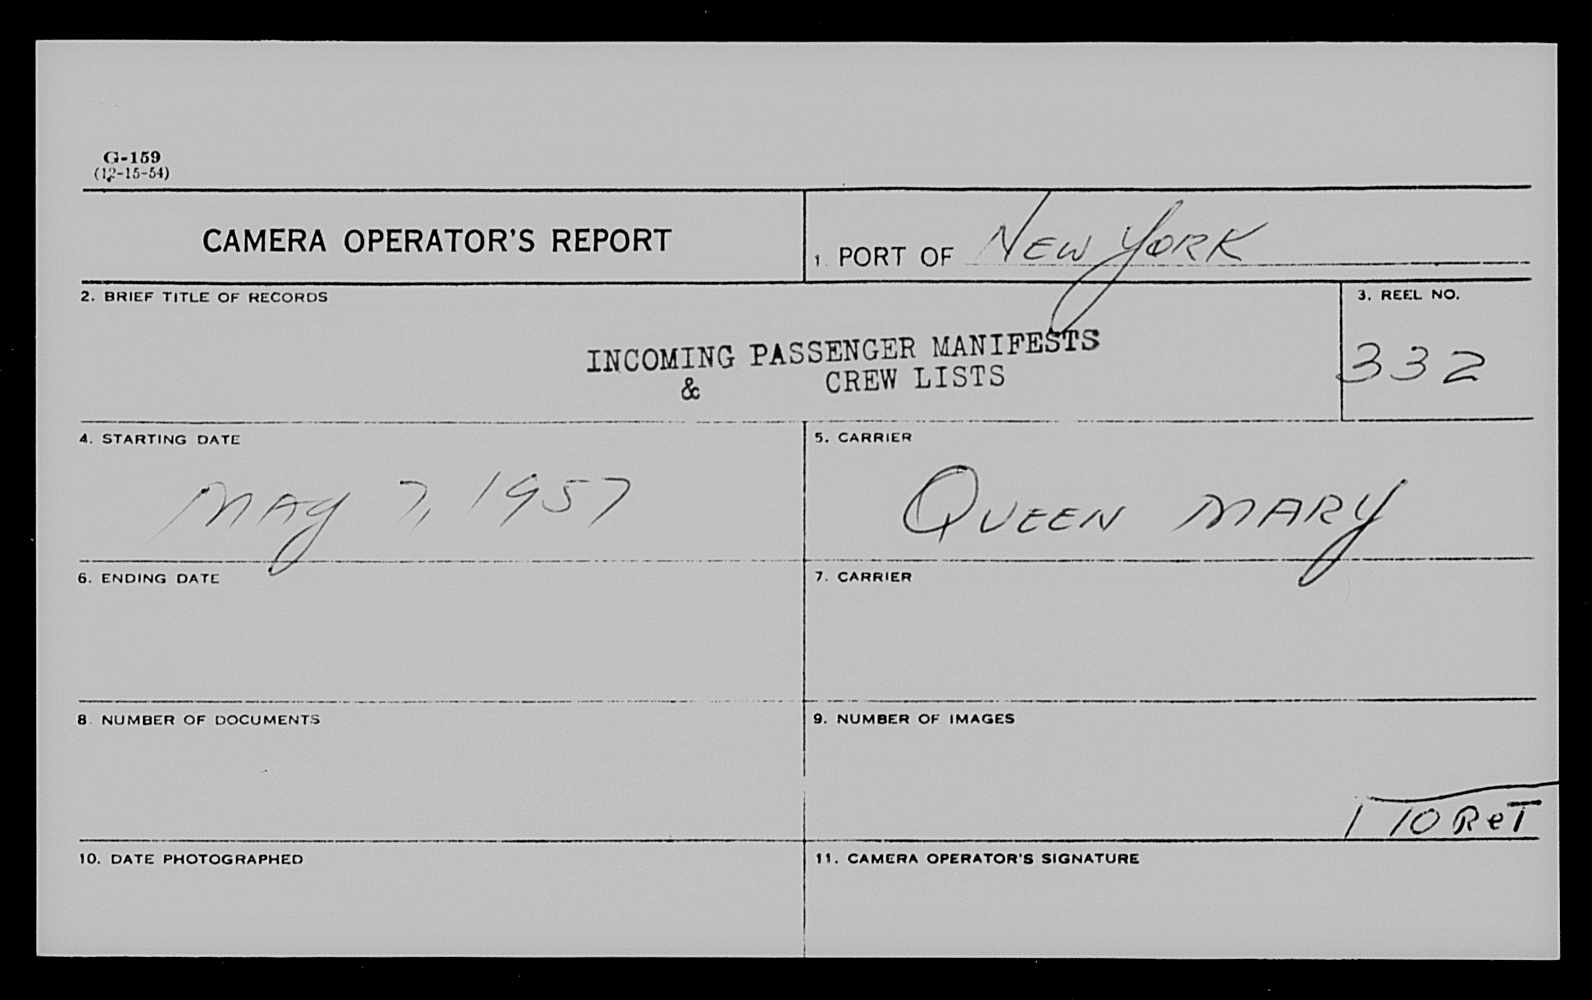 G-159
(12-15-54)
CAMERA OPERATOR'S REPORT
1. PORT OF NEW YORK
2. BRIEF TITLE OF RECORDS
INCOMING PASSENGER MANIFESTS
& CREW LISTS
3. REEL NO.
332
4. STARTING DATE
MAY 7, 1957
5. CARRIER
QUEEN MARY
6. ENDING DATE
7. CARRIER
8. NUMBER OF DOCUMENTS
9. NUMBER OF IMAGES
10 ReT
10. DATE PHOTOGRAPHED
11. CAMERA OPERATOR'S SIGNATURE